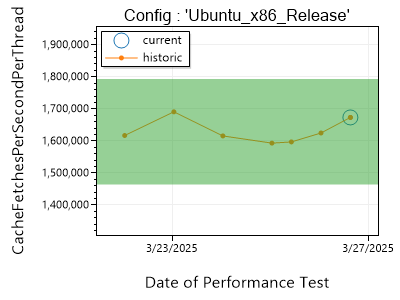 Config : 'Ubuntu_x86_Release'
CacheFetchesPerSecondPerThread
1,900,000
1,800,000
1,700,000
1,600,000
1,500,000
1,400,000
current
historic
3/23/2025
3/27/2025
Date of Performance Test